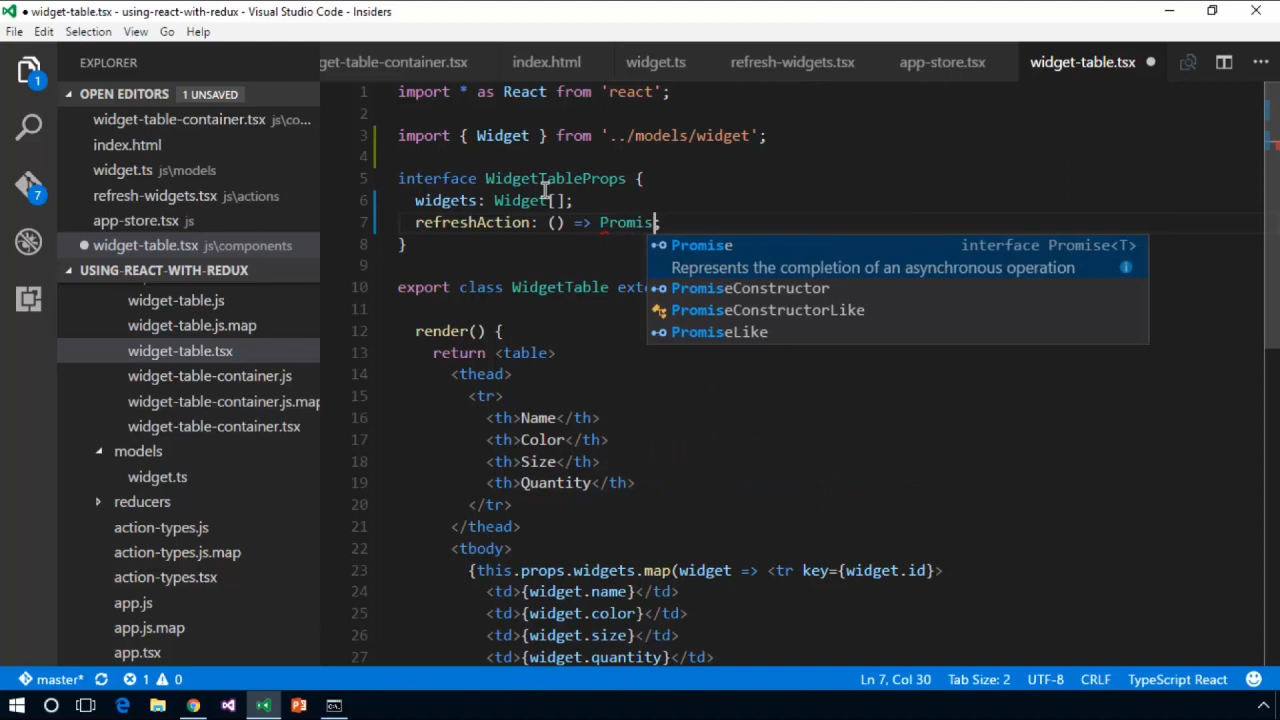 widget-table.tsx - using-react-with-redux - Visual Studio Code - Insiders
File Edit Selection View Go Help
EXPLORER
get-table-container.tsx index.html widget.ts refresh-widgets.tsx app-store.tsx widget-table.tsx
OPEN EDITORS 1 UNSAVED
widget-table-container.tsx js\co...
index.html
widget.ts js\models
refresh-widgets.tsx js\actions
app-store.tsx js
widget-table.tsx js\components
USING-REACT-WITH-REDUX
widget-table.js
widget-table.js.map
widget-table.tsx
widget-table-container.js
widget-table-container.js.map
widget-table-container.tsx
models
widget.ts
reducers
action-types.js
action-types.js.map
action-types.tsx
app.js
app.js.map
app.tsx
1
7
1 import * as React from 'react';
2
3 import { Widget } from '../models/widget';
4
5 interface WidgetTableProps {
6 widgets: Widget[];
7 refreshAction: () => Promis;
8 }
9
10 export class WidgetTable exte
11
12 render() {
13 return <table>
14 <thead>
15 <tr>
16 <th>Name</th>
17 <th>Color</th>
18 <th>Size</th>
19 <th>Quantity</th>
20 </tr>
21 </thead>
22 <tbody>
23 {this.props.widgets.map(widget => <tr key={widget.id}>
24 <td>{widget.name}</td>
25 <td>{widget.color}</td>
26 <td>{widget.size}</td>
27 <td>{widget.quantity}</td>
Promise interface Promise<T>
Represents the completion of an asynchronous operation
PromiseConstructor
PromiseConstructorLike
PromiseLike
master* 1 0 Ln 7, Col 30 Tab Size: 2 UTF-8 CRLF TypeScript React